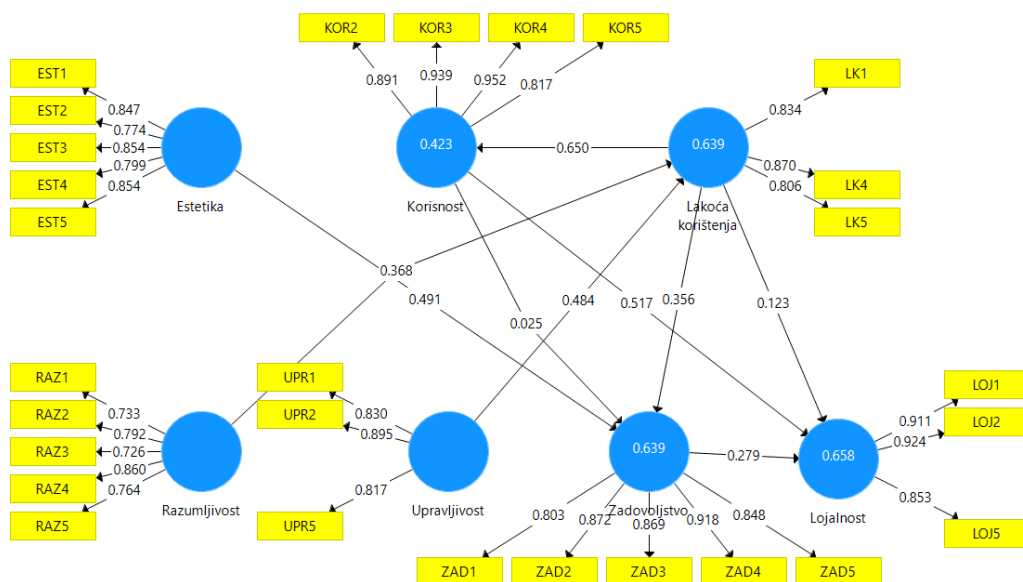 KOR2
KOR3
KOR4
KOR5
0.891
0.939
0.952
0.817
EST1
EST2
EST3
EST4
EST5
0.847
0.774
0.854
0.799
0.854
Estetika
0.423
Korisnost
0.650
0.639
Lakoća
korištenja
0.834
0.870
0.806
LK1
LK4
LK5
0.368
0.491
0.025
0.484
0.517
0.356
0.123
RAZ1
RAZ2
RAZ3
RAZ4
RAZ5
0.733
0.792
0.726
0.860
0.764
Razumljivost
UPR1
UPR2
UPR5
0.830
0.895
0.817
Upravljivost
0.639
Zadovoljstvo
0.279
0.658
Lojalnost
0.911
0.924
0.853
LOJ1
LOJ2
LOJ5
0.803
0.872
0.869
0.918
0.848
ZAD1
ZAD2
ZAD3
ZAD4
ZAD5